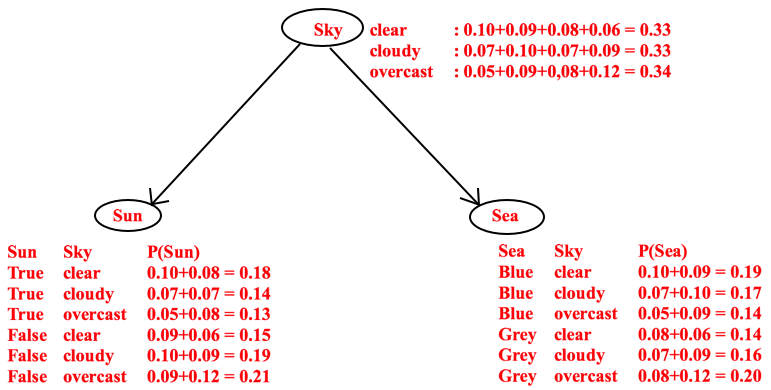 Sky
clear : 0.10+0.09+0.08+0.06 = 0.33
cloudy : 0.07+0.10+0.07+0.09 = 0.33
overcast : 0.05+0.09+0,08+0.12 = 0.34
Sun
Sea
Sun Sky P(Sun)
True clear 0.10+0.08 = 0.18
True cloudy 0.07+0.07 = 0.14
True overcast 0.05+0.08 = 0.13
False clear 0.09+0.06 = 0.15
False cloudy 0.10+0.09 = 0.19
False overcast 0.09+0.12 = 0.21
Sea Sky P(Sea)
Blue clear 0.10+0.09 = 0.19
Blue cloudy 0.07+0.10 = 0.17
Blue overcast 0.05+0.09 = 0.14
Grey clear 0.08+0.06 = 0.14
Grey cloudy 0.07+0.09 = 0.16
Grey overcast 0.08+0.12 = 0.20